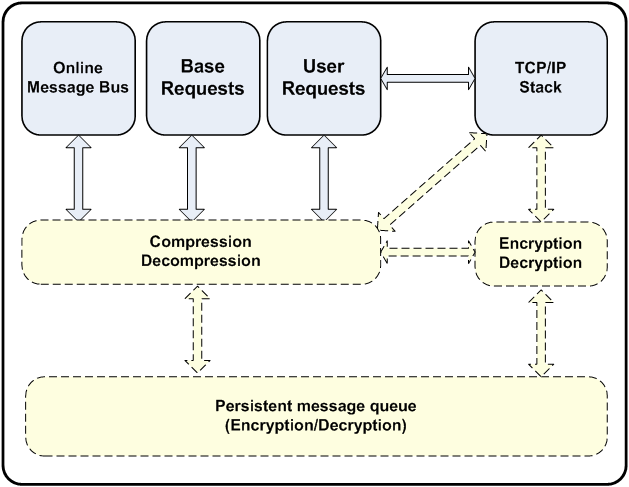 Online
Message Bus
Base
Requests
User
Requests
TCP/IP
Stack
Compression
Decompression
Encryption
Decryption
Persistent message queue
(Encryption/Decryption)